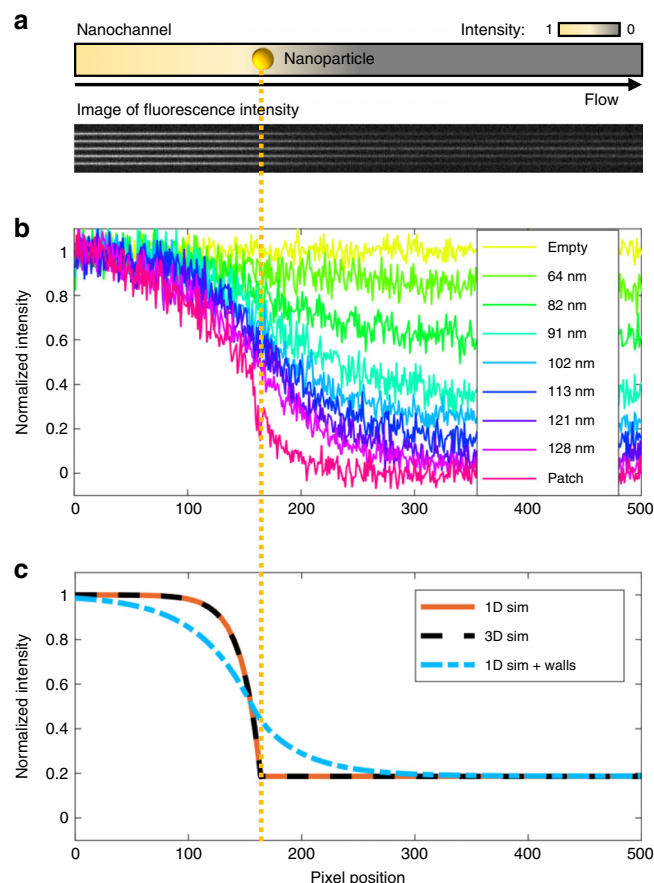 a
Nanochannel
Intensity: 1 0
Nanoparticle
Flow
Image of fluorescence intensity
b
Normalized intensity
1
0.8
0.6
0.4
0.2
0
0 100 200 300 400 500
Empty
64 nm
82 nm
91 nm
102 nm
113 nm
121 nm
128 nm
Patch
c
Normalized intensity
1
0.8
0.6
0.4
0.2
0
1D sim
3D sim
1D sim + walls
0 100 200 300 400 500
Pixel position